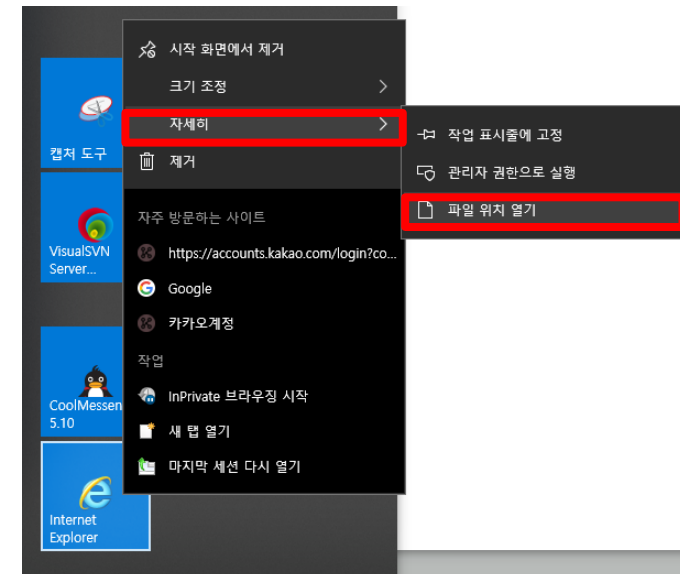 캡처 도구
VisualSVN
Server...
CoolMessen
5.10
Internet
Explorer
시작 화면에서 제거
크기 조정
자세히
제거
자주 방문하는 사이트
https://accounts.kakao.com/login?co...
Google
카카오계정
작업
InPrivate 브라우징 시작
새 탭 열기
마지막 세션 다시 열기
작업 표시줄에 고정
관리자 권한으로 실행
파일 위치 열기